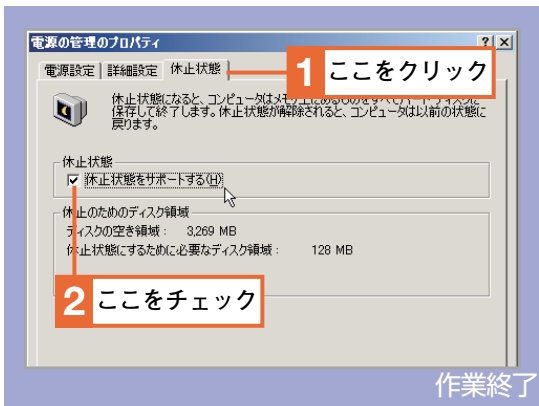 電源の管理のプロパティ
電源設定 詳細設定 休止状態
1 ここをクリック
休止状態になると、コンピュータはメモリ上にあるものをすべてハードディスクに
保存して終了します。休止状態が解除されると、コンピュータは以前の状態に
戻ります。
休止状態
休止状態をサポートする(H)
休止のためのディスク領域
ディスクの空き領域： 3,269 MB
休止状態にするために必要なディスク領域： 128 MB
2 ここをチェック
作業終了